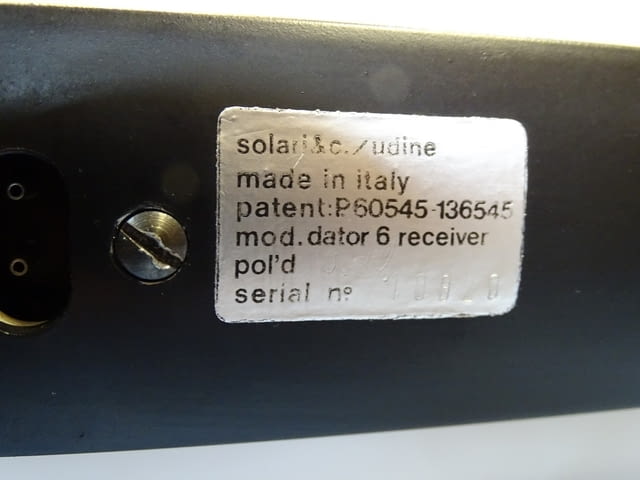 solari&c./udine
made in italy
patent:P60545-136545
mod.dator 6 receiver
pol'd
serial nº